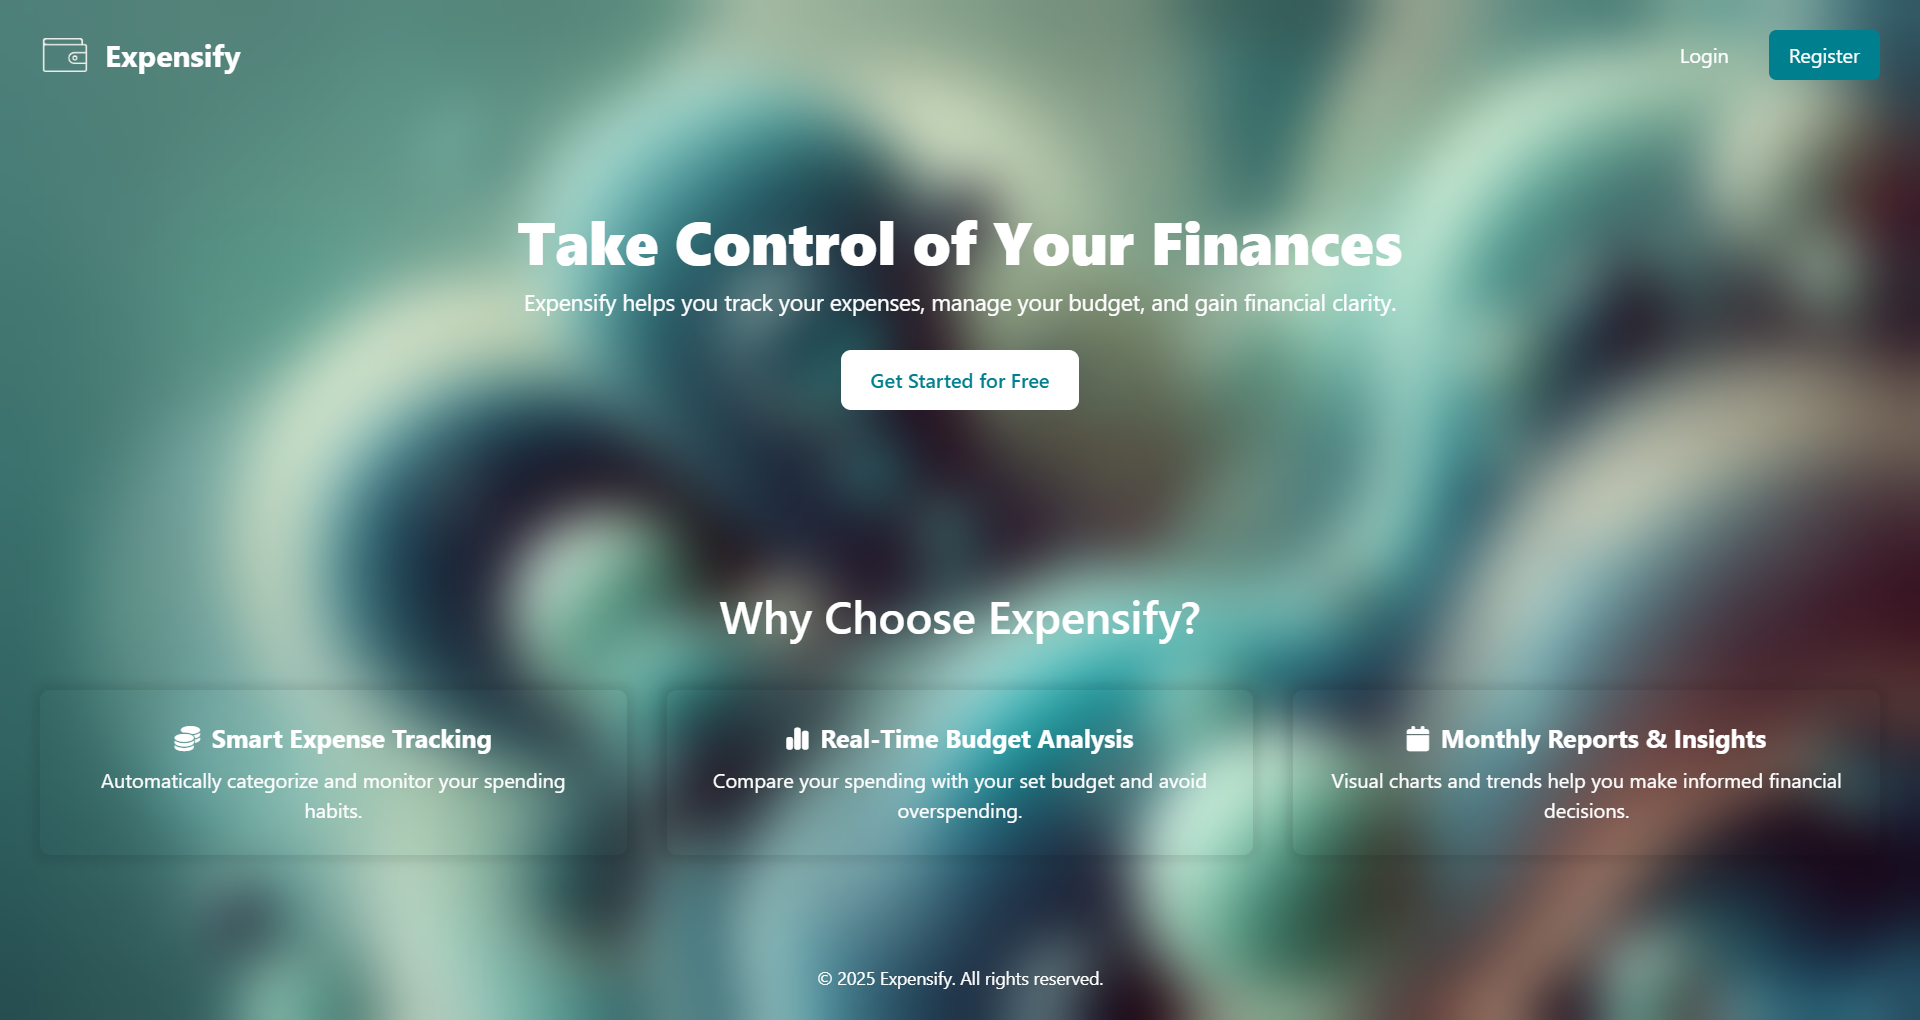 Expensify
Login
Register
Take Control of Your Finances
Expensify helps you track your expenses, manage your budget, and gain financial clarity.
Get Started for Free
Why Choose Expensify?
Smart Expense Tracking
Automatically categorize and monitor your spending
habits.
Real-Time Budget Analysis
Compare your spending with your set budget and avoid
overspending.
Monthly Reports & Insights
Visual charts and trends help you make informed financial
decisions.
© 2025 Expensify. All rights reserved.